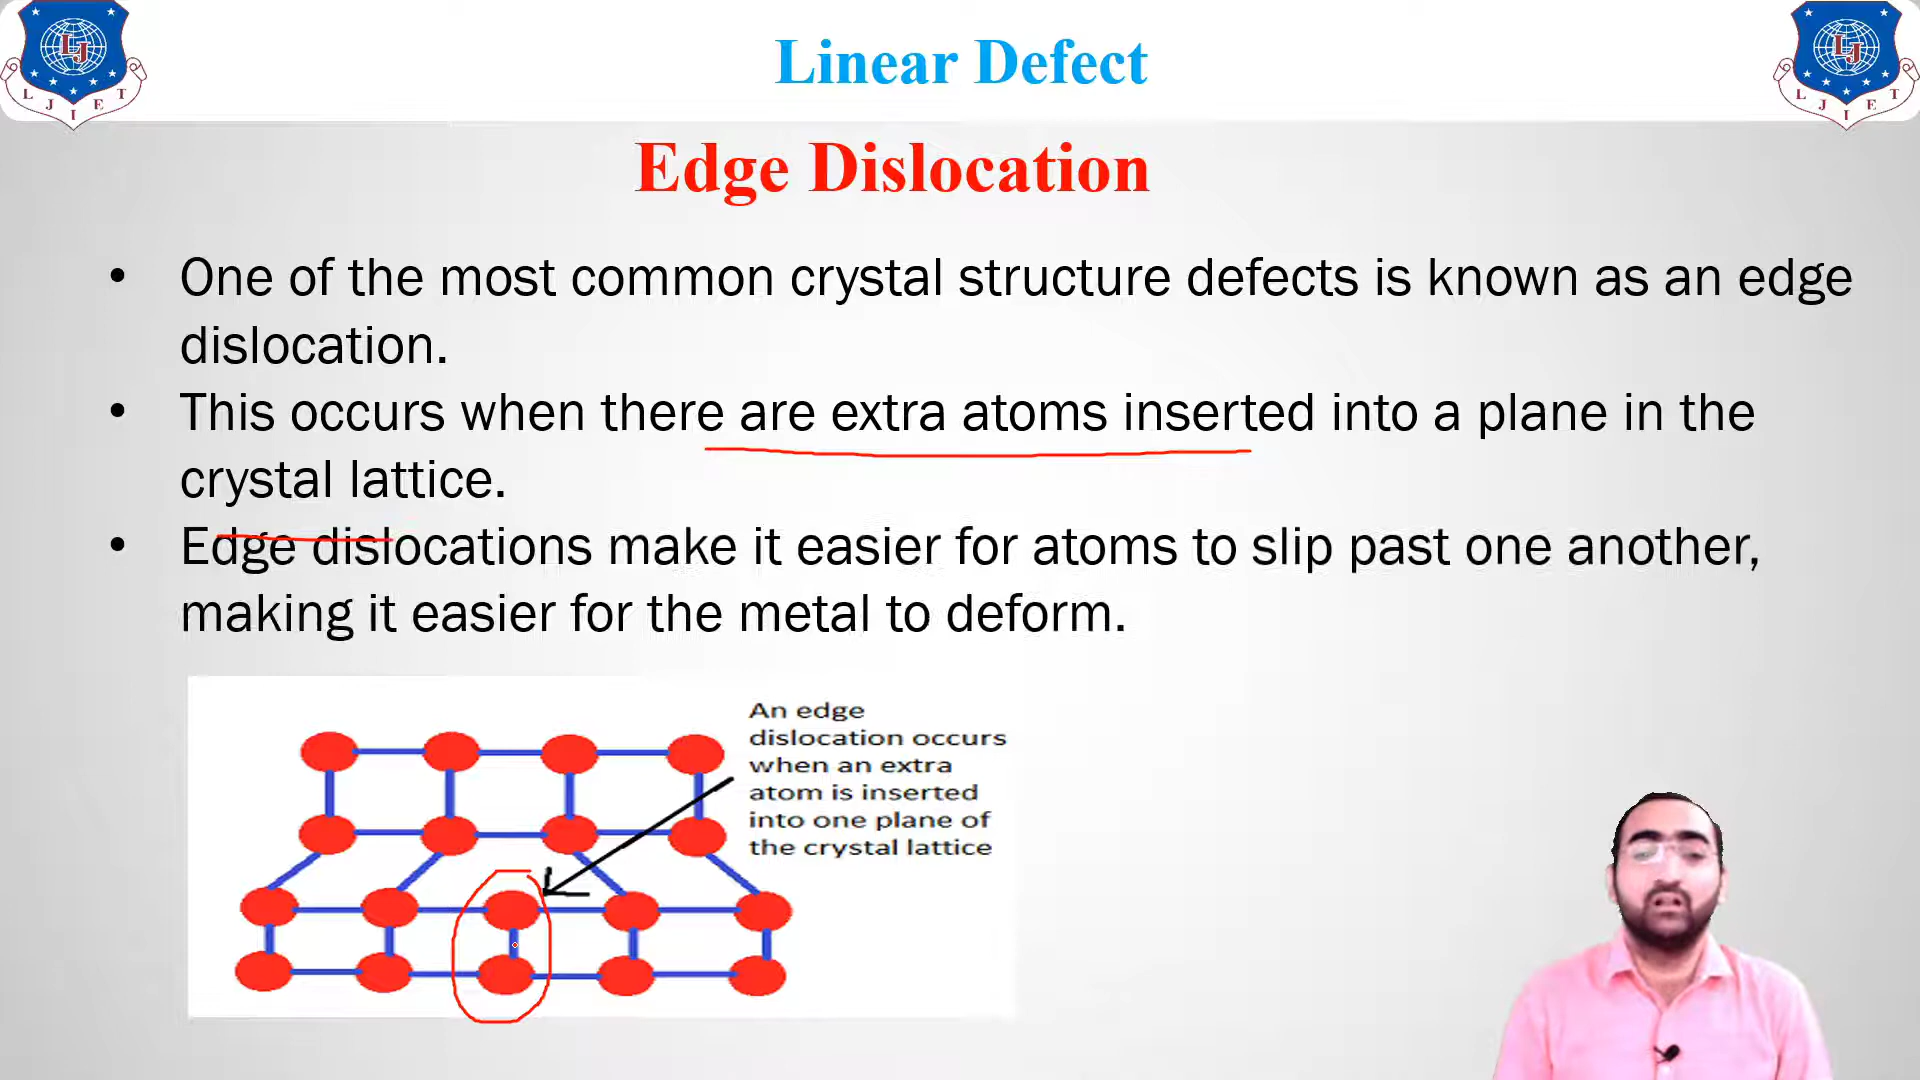 Linear Defect
L J I E T
L J I E T
Edge Dislocation
• One of the most common crystal structure defects is known as an edge
dislocation.
• This occurs when there are extra atoms inserted into a plane in the
crystal lattice.
• Edge dislocations make it easier for atoms to slip past one another,
making it easier for the metal to deform.
An edge
dislocation occurs
when an extra
atom is inserted
into one plane of
the crystal lattice